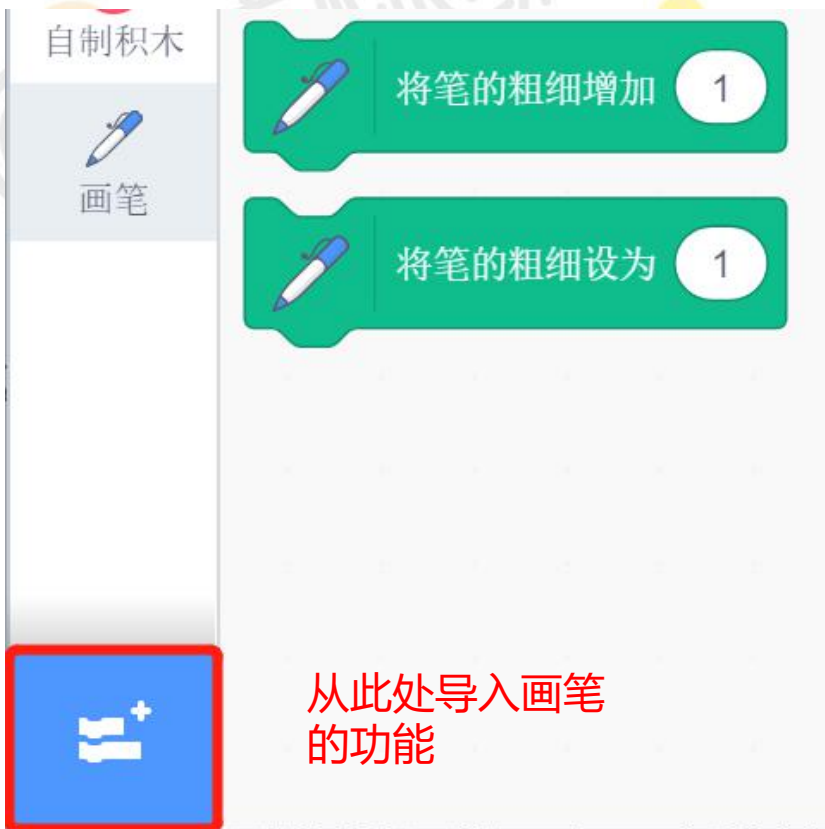 自制积木
画笔
将笔的粗细增加 1
将笔的粗细设为 1
从此处导入画笔
的功能